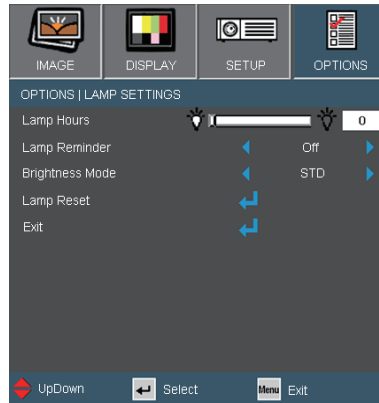 IMAGE DISPLAY SETUP OPTIONS
OPTIONS | LAMP SETTINGS
Lamp Hours 0
Lamp Reminder Off
Brightness Mode STD
Lamp Reset
Exit
UpDown Select Menu Exit